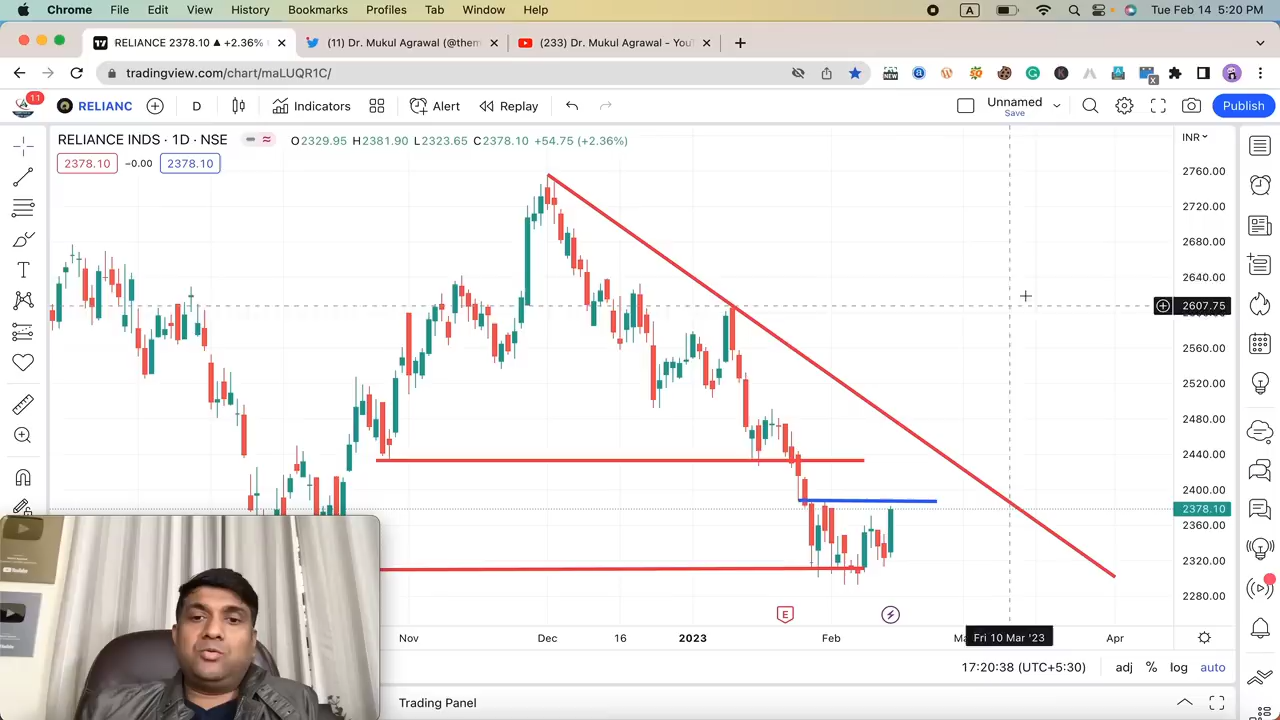 Chrome File Edit View History Bookmarks Profiles Tab Window Help A Tue Feb 14 5:20 PM
RELIANCE 2378.10 ▲ +2.36% (11) Dr. Mukul Agrawal (@them (233) Dr. Mukul Agrawal - YouT
tradingview.com/chart/maLUQR1C/
11 RELIANC D Indicators Alert Replay Unnamed Save Publish
RELIANCE INDS · 1D · NSE O2329.95 H2381.90 L2323.65 C2378.10 +54.75 (+2.36%) INR
2378.10 −0.00 2378.10
2760.00
2720.00
2680.00
2640.00
2607.75
2560.00
2520.00
2480.00
2440.00
2400.00
2378.10
2360.00
2320.00
2280.00
E
Nov Dec 16 2023 Feb Fri 10 Mar '23 Apr
17:20:38 (UTC+5:30) adj % log auto
Trading Panel